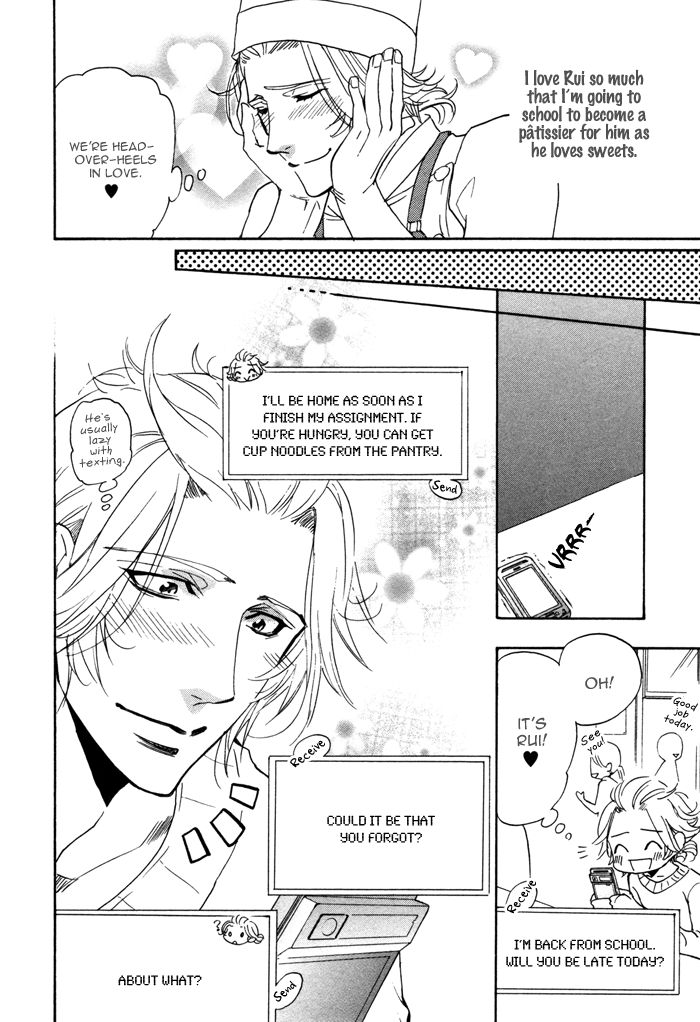 I love Rui so much
that I'm going to
school to become a
pâtissier for him as
he loves sweets.
WE'RE HEAD-
OVER-HEELS
IN LOVE.
♥
VRRR-
OH!
IT'S
RUI!
♥
See
you!
Good
job
today.
Receive
I'M BACK FROM SCHOOL.
WILL YOU BE LATE TODAY?
I'LL BE HOME AS SOON AS I
FINISH MY ASSIGNMENT. IF
YOU'RE HUNGRY, YOU CAN GET
CUP NOODLES FROM THE PANTRY.
Send
He's
usually
lazy
with
texting.
Receive
COULD IT BE THAT
YOU FORGOT?
ABOUT WHAT?
Send